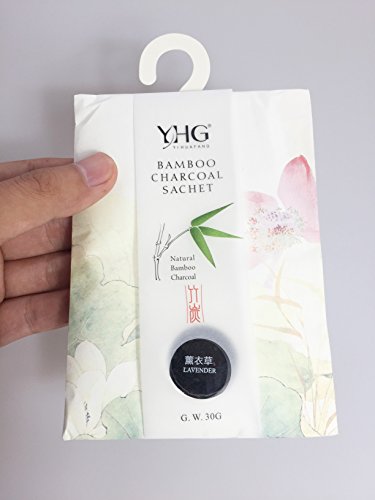 YHG®
YIHUATANG
BAMBOO
CHARCOAL
SACHET
Natural
Bamboo
Charcoal
竹炭
薰衣草
LAVENDER
G. W. 30G